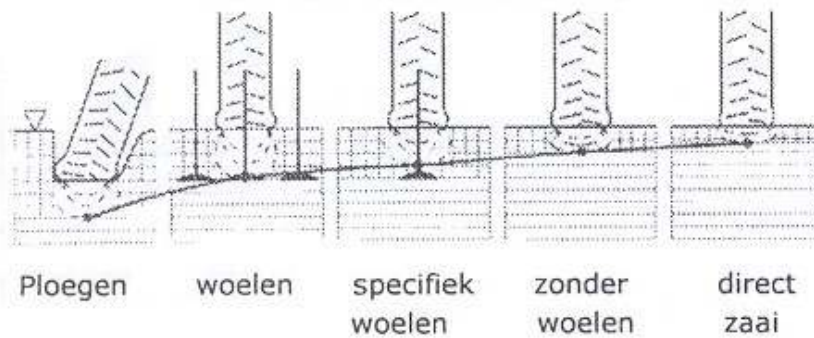 Ploegen woelen specifiek zonder direct
woelen woelen zaai